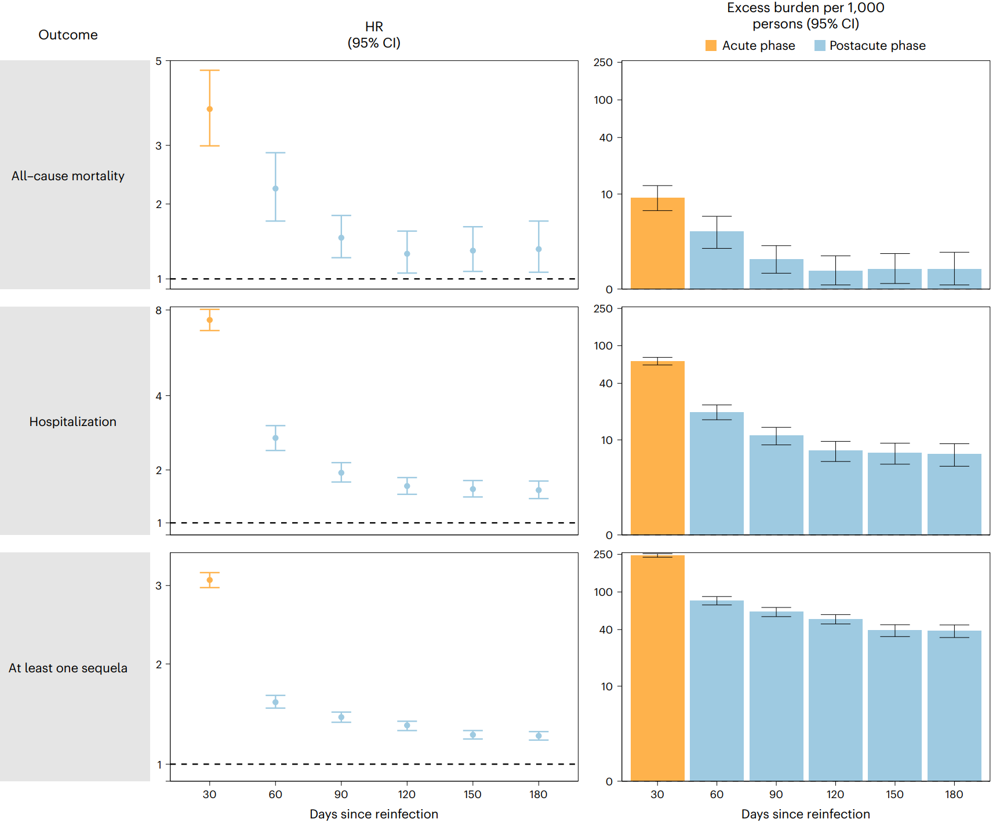 Outcome
HR
(95% CI)
Excess burden per 1,000
persons (95% CI)
Acute phase
Postacute phase
All–cause mortality
5
3
2
1
250
100
40
10
0
Hospitalization
8
4
2
1
250
100
40
10
0
At least one sequela
3
2
1
30 60 90 120 150 180
Days since reinfection
250
100
40
10
0
30 60 90 120 150 180
Days since reinfection